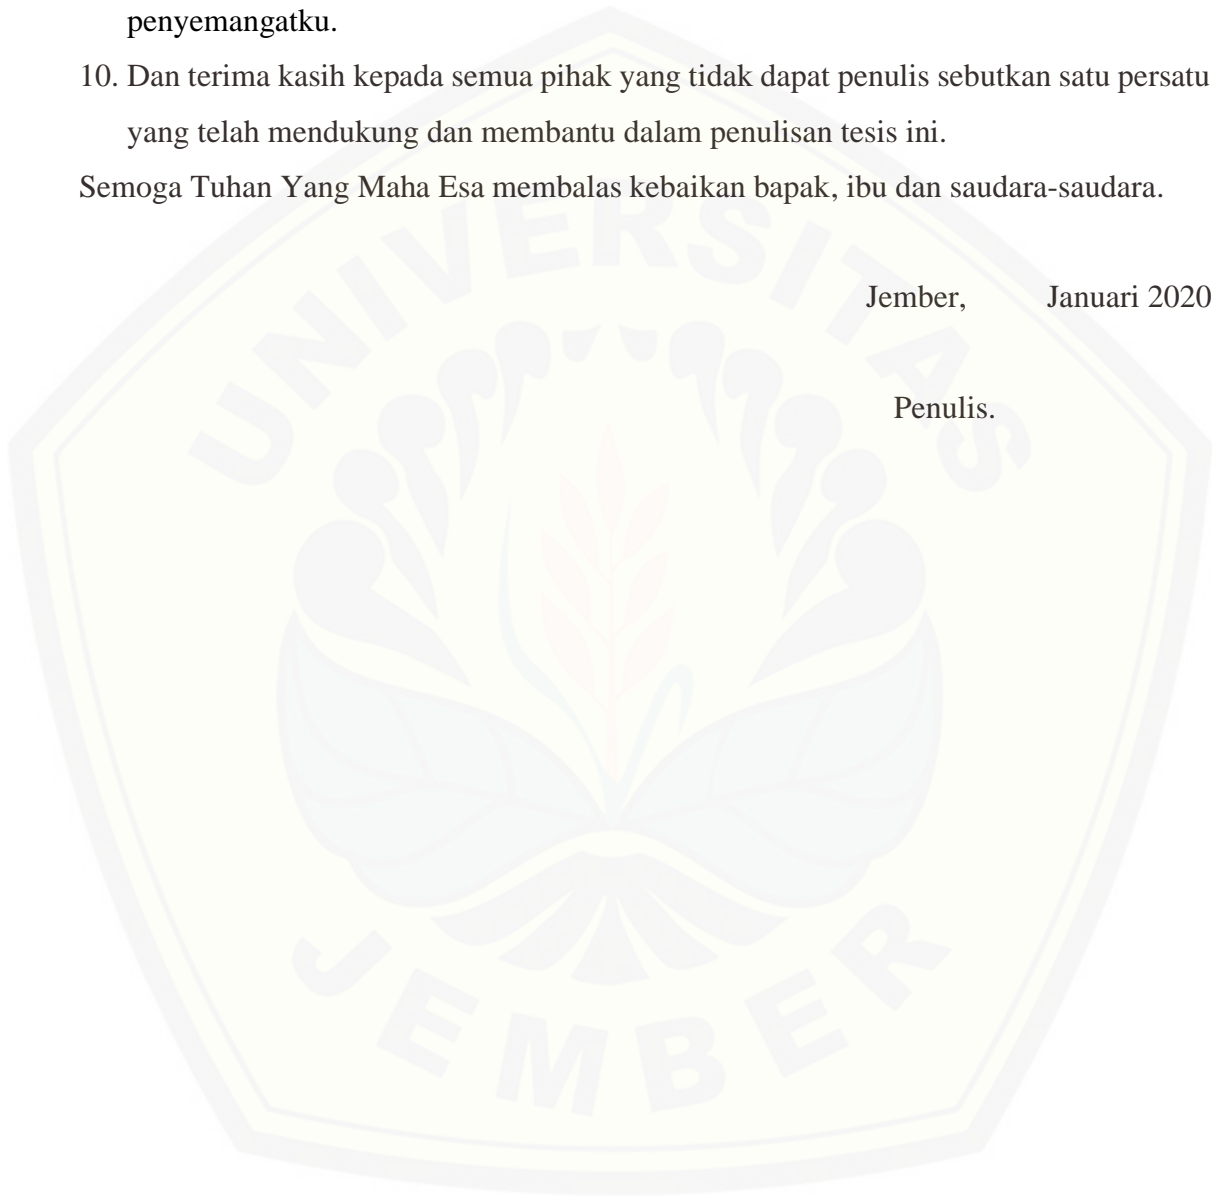 penyemangatku.
10. Dan terima kasih kepada semua pihak yang tidak dapat penulis sebutkan satu persatu
yang telah mendukung dan membantu dalam penulisan tesis ini.
Semoga Tuhan Yang Maha Esa membalas kebaikan bapak, ibu dan saudara-saudara.
UNIVERSITAS
Jember, Januari 2020
Penulis.
JEMBER